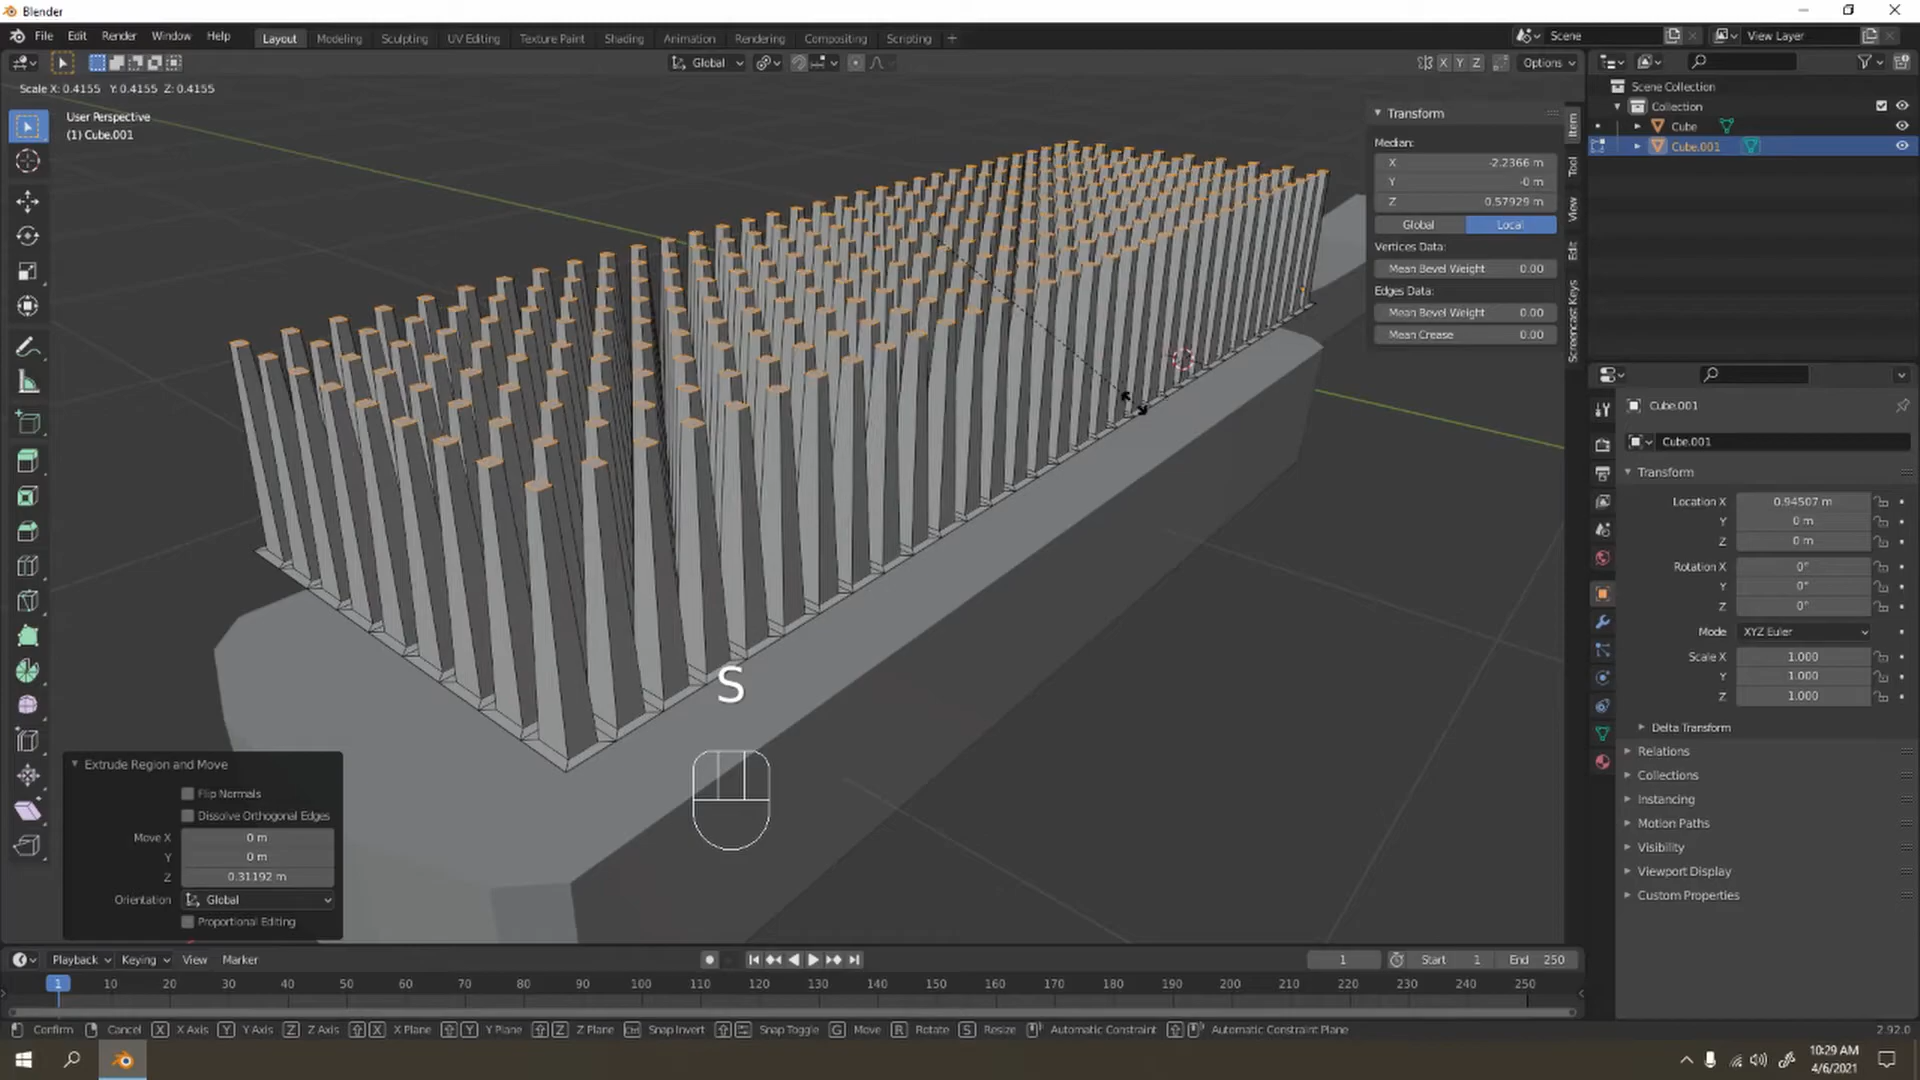 Blender
File Edit Render Window Help
Layout Modeling Sculpting UV Editing Texture Paint Shading Animation Rendering Compositing Scripting +
Scene
View Layer
Global
X Y Z
Options
Scale X: 0.4155 Y: 0.4155 Z: 0.4155
User Perspective
(1) Cube.001
Transform
Median:
X -2.2366 m
Y -0 m
Z 0.57929 m
Global Local
Vertices Data:
Mean Bevel Weight 0.00
Edges Data:
Mean Bevel Weight 0.00
Mean Crease 0.00
Item
Tool
View
Edit
Screencast Keys
Scene Collection
Collection
Cube
Cube.001
Cube.001
Cube.001
Transform
Location X 0.94507 m
Y 0 m
Z 0 m
Rotation X 0°
Y 0°
Z 0°
Mode XYZ Euler
Scale X 1.000
Y 1.000
Z 1.000
Delta Transform
Relations
Collections
Instancing
Motion Paths
Visibility
Viewport Display
Custom Properties
S
Extrude Region and Move
Flip Normals
Dissolve Orthogonal Edges
Move X 0 m
Y 0 m
Z 0.31192 m
Orientation Global
Proportional Editing
Playback Keying View Marker
1 Start 1 End 250
1 10 20 30 40 50 60 70 80 90 100 110 120 130 140 150 160 170 180 190 200 210 220 230 240 250
Confirm Cancel X X Axis Y Y Axis Z Z Axis X X Plane Y Y Plane Z Z Plane Snap Invert Snap Toggle G Move R Rotate S Resize Automatic Constraint Automatic Constraint Plane 2.92.0
10:29 AM
4/6/2021